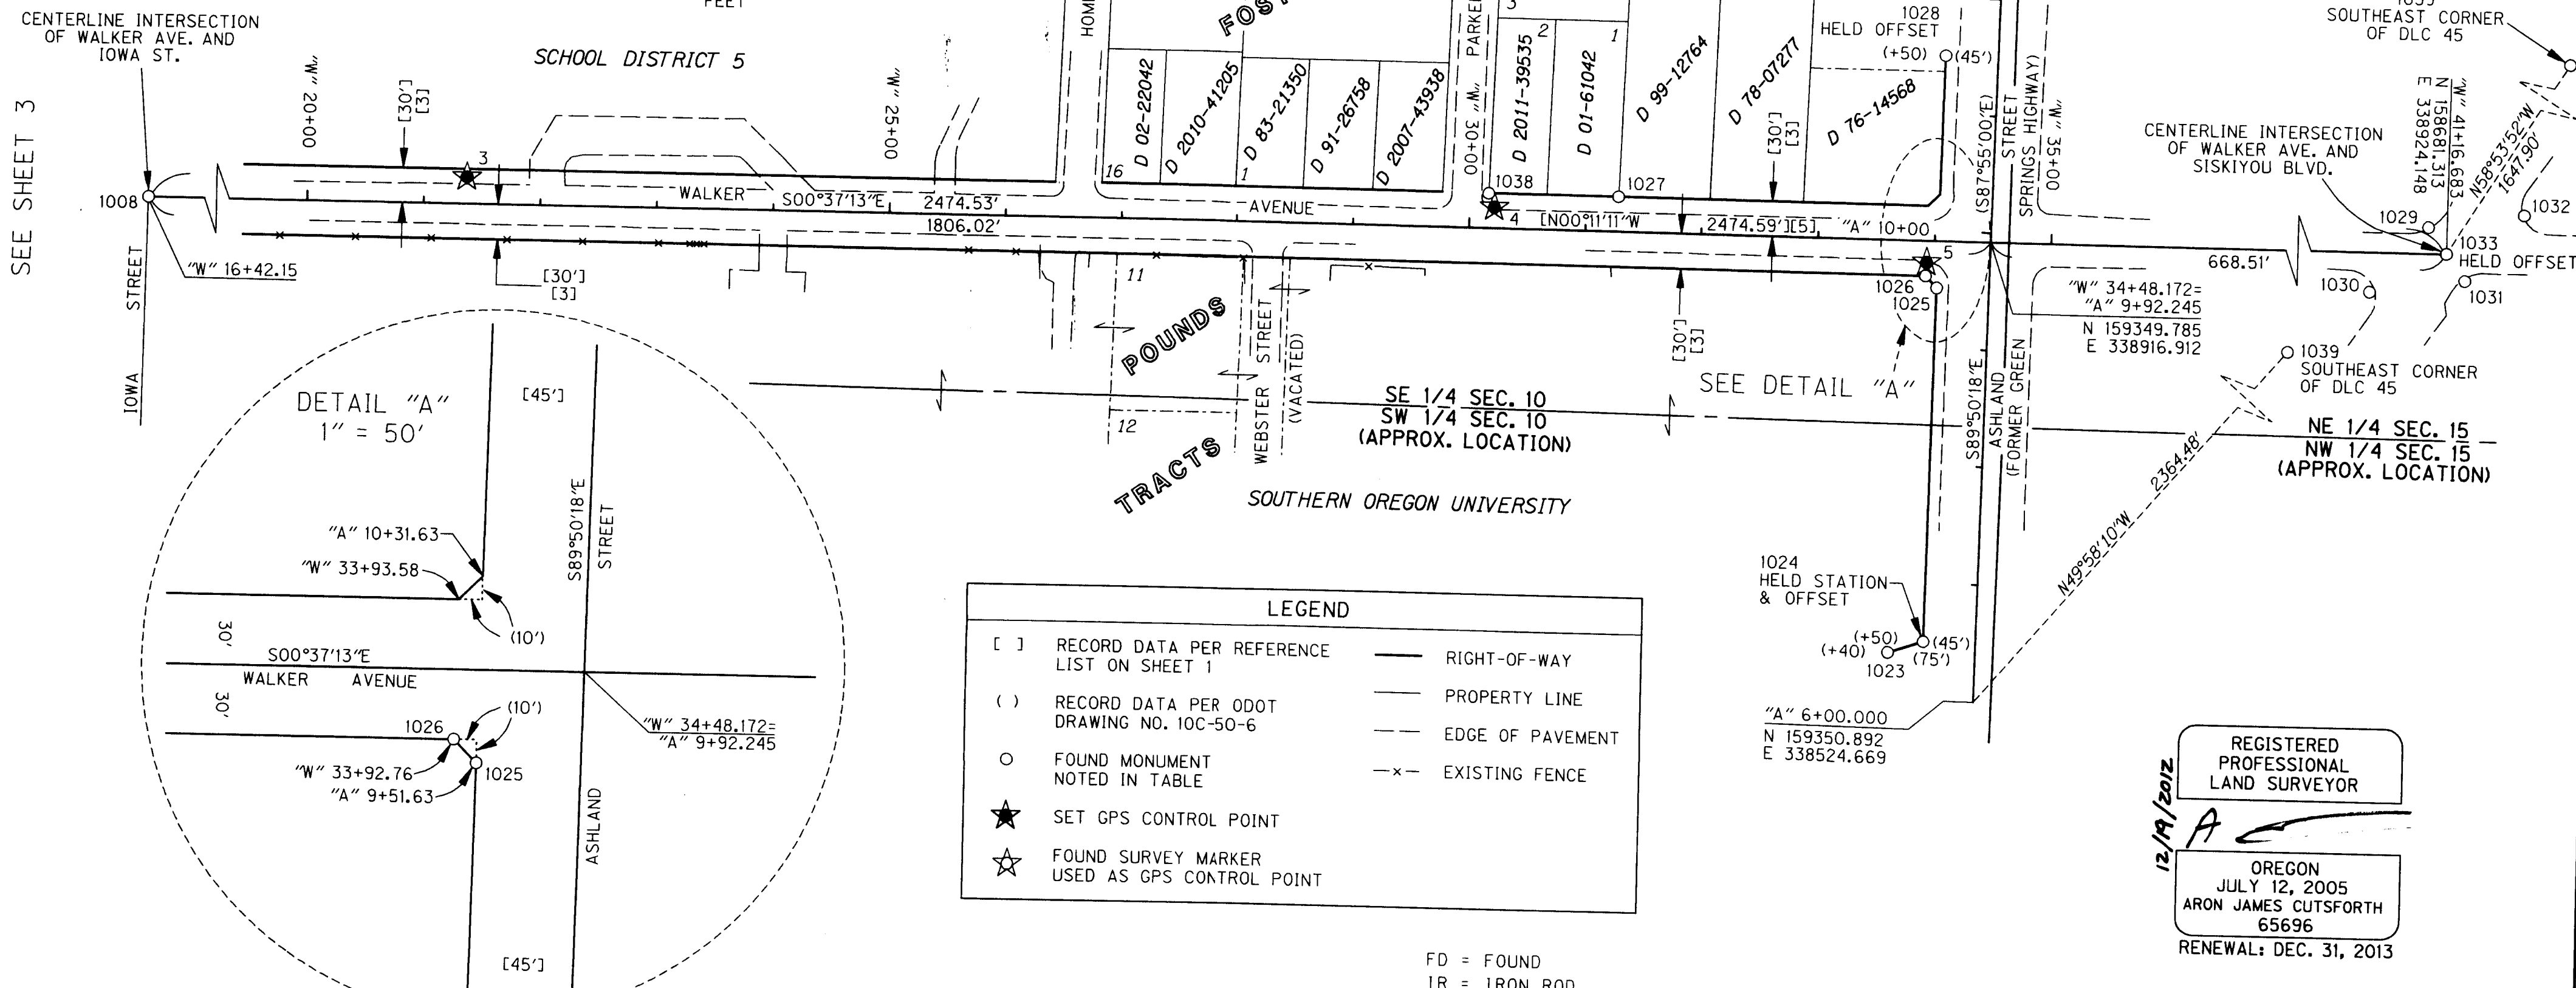 CENTERLINE INTERSECTION
OF WALKER AVE. AND
IOWA ST.
FEET
SCHOOL DISTRICT 5
SEE SHEET 3
"W" 20+00
[30']
[3]
3
"W" 25+00
16
D 02-22042
D 2010-41205
1
D 83-21350
D 91-26758
D 2007-43938
"W" 30+00
3
2
1
D 2011-39535
D 01-61042
D 99-12764
D 78-07277
D 76-14568
[30']
[3]
1028
HELD OFFSET
(+50)
(45')
(S87°55'00"E)
STREET
SPRINGS HIGHWAY)
"W" 35+00
SOUTHEAST CORNER
OF DLC 45
"W" 41+16.683
N 158681.313
E 338924.148
N58°53'52"W
1647.90'
CENTERLINE INTERSECTION
OF WALKER AVE. AND
SISKIYOU BLVD.
1029
1032
1033
HELD OFFSET
1030
1031
668.51'
1008
WALKER
S00°37'13"E
2474.53'
1806.02'
AVENUE
1038
1027
4
[N00°11'11"W
2474.59'][5]
"A" 10+00
5
1026
1025
"W" 16+42.15
IOWA
STREET
[30']
[3]
11
12
POUNDS
TRACTS
WEBSTER STREET
(VACATED)
[30']
[3]
"W" 34+48.172=
"A" 9+92.245
N 159349.785
E 338916.912
1039
SOUTHEAST CORNER
OF DLC 45
SEE DETAIL "A"
SE 1/4 SEC. 10
SW 1/4 SEC. 10
(APPROX. LOCATION)
NE 1/4 SEC. 15
NW 1/4 SEC. 15
(APPROX. LOCATION)
S89°50'18"E
ASHLAND
(FORMER GREEN
2364.48'
N49°58'10"W
SOUTHERN OREGON UNIVERSITY
1024
HELD STATION
& OFFSET
(+50)
(45')
(+40)
(75')
1023
"A" 6+00.000
N 159350.892
E 338524.669
DETAIL "A"
1" = 50'
[45']
S89°50'18"E
STREET
"A" 10+31.63
"W" 33+93.58
(10')
30'
S00°37'13"E
WALKER AVENUE
30'
(10')
1026
1025
"W" 33+92.76
"A" 9+51.63
"W" 34+48.172=
"A" 9+92.245
ASHLAND
[45']
LEGEND
[ ] RECORD DATA PER REFERENCE
LIST ON SHEET 1
( ) RECORD DATA PER ODOT
DRAWING NO. 10C-50-6
FOUND MONUMENT
NOTED IN TABLE
SET GPS CONTROL POINT
FOUND SURVEY MARKER
USED AS GPS CONTROL POINT
RIGHT-OF-WAY
PROPERTY LINE
EDGE OF PAVEMENT
EXISTING FENCE
FD = FOUND
IR = IRON ROD
12/19/2012
REGISTERED
PROFESSIONAL
LAND SURVEYOR
OREGON
JULY 12, 2005
ARON JAMES CUTSFORTH
65696
RENEWAL: DEC. 31, 2013